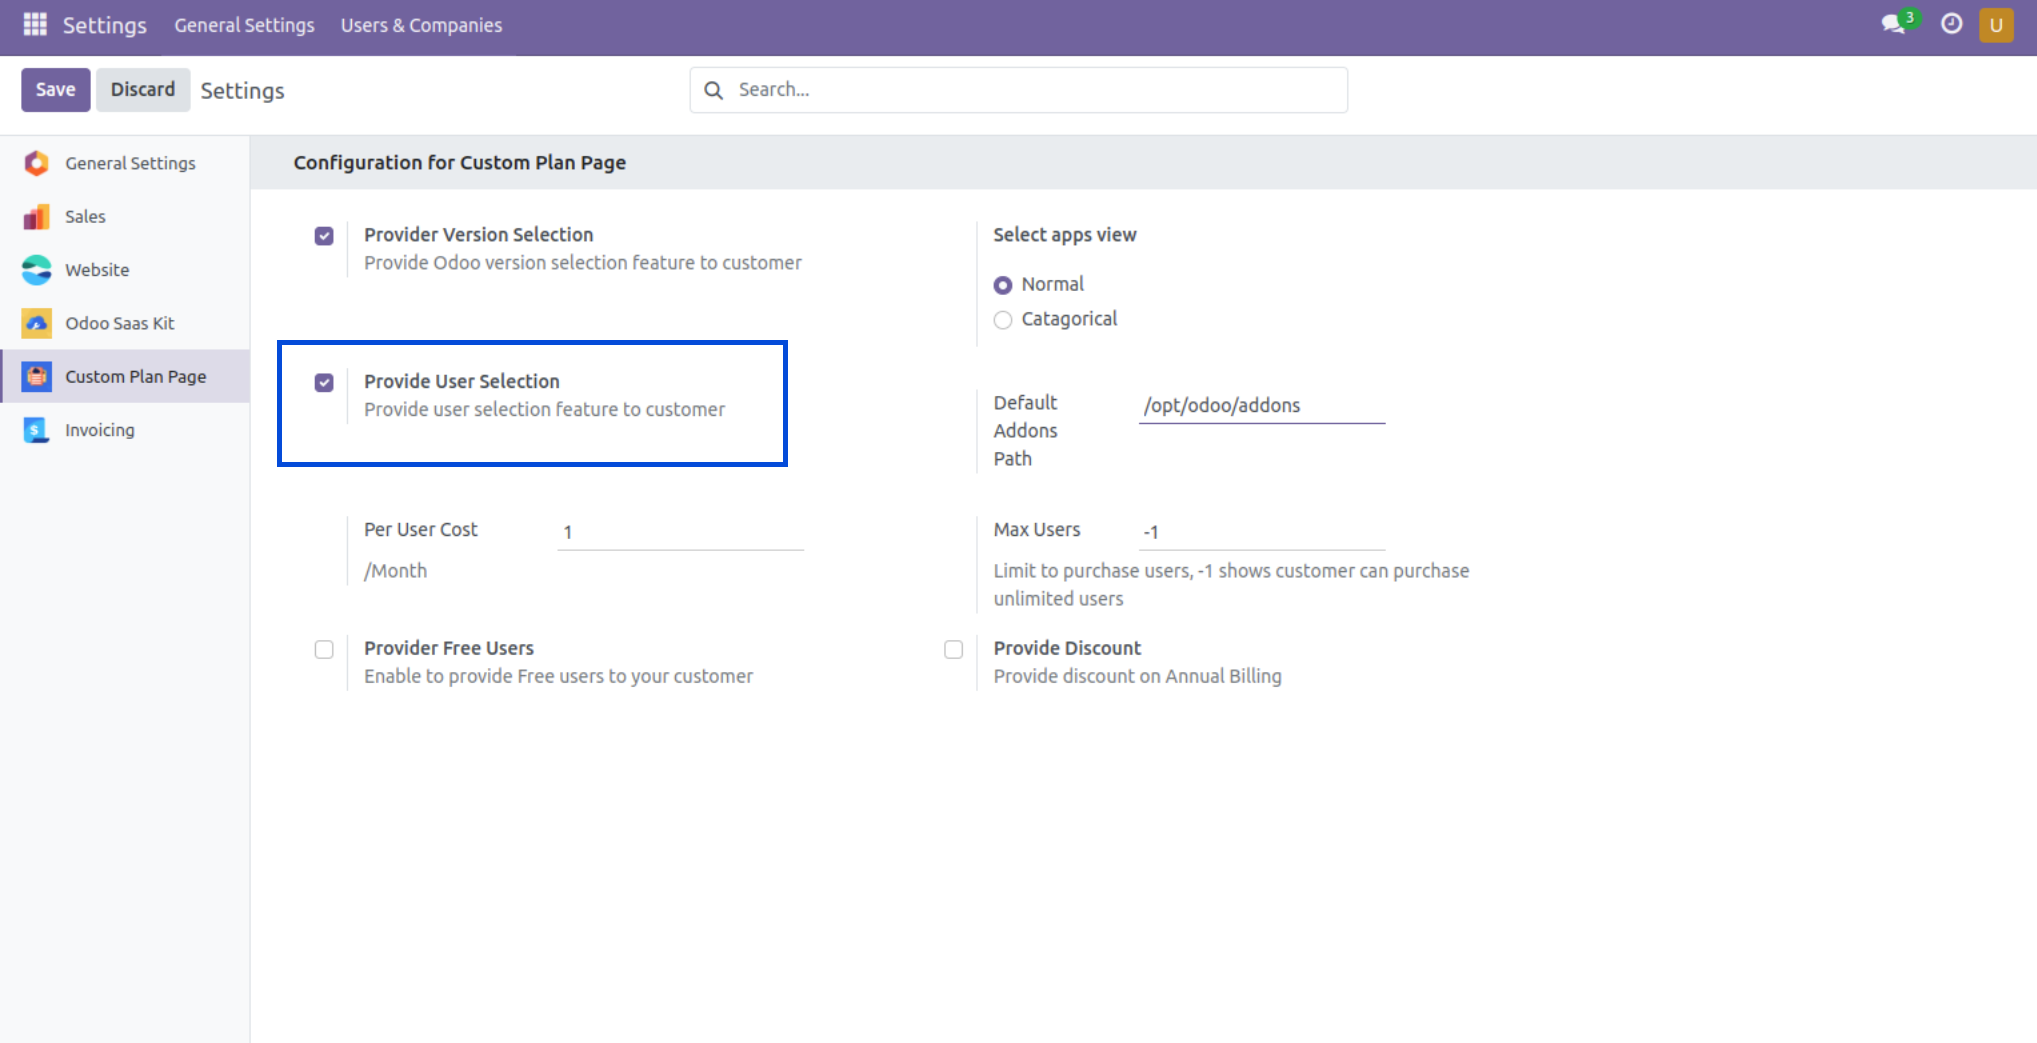 Settings
General Settings
Users & Companies
3
U
Save
Discard
Settings
Search...
General Settings
Sales
Website
Odoo Saas Kit
Custom Plan Page
Invoicing
Configuration for Custom Plan Page
Provider Version Selection
Provide Odoo version selection feature to customer
Select apps view
Normal
Catagorical
Provide User Selection
Provide user selection feature to customer
Default
Addons
Path
/opt/odoo/addons
Per User Cost
1
/Month
Max Users
-1
Limit to purchase users, -1 shows customer can purchase
unlimited users
Provider Free Users
Enable to provide Free users to your customer
Provide Discount
Provide discount on Annual Billing